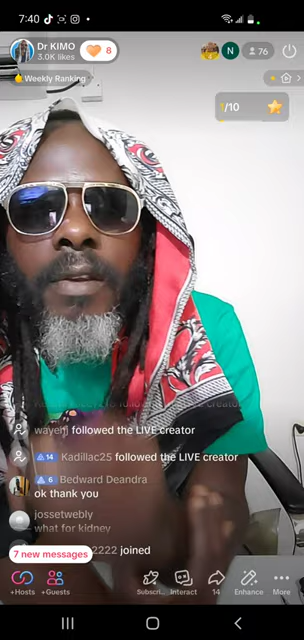 7:40
Dr KIMO
3.0K likes
8
N
76
Weekly Ranking
1/10
wayenji followed the LIVE creator
14 Kadillac25 followed the LIVE creator
6 Bedward Deandra
ok thank you
jossetwebly
what for kidney
7 new messages
2222 joined
+Hosts
+Guests
Subscri...
Interact
14
Enhance
More